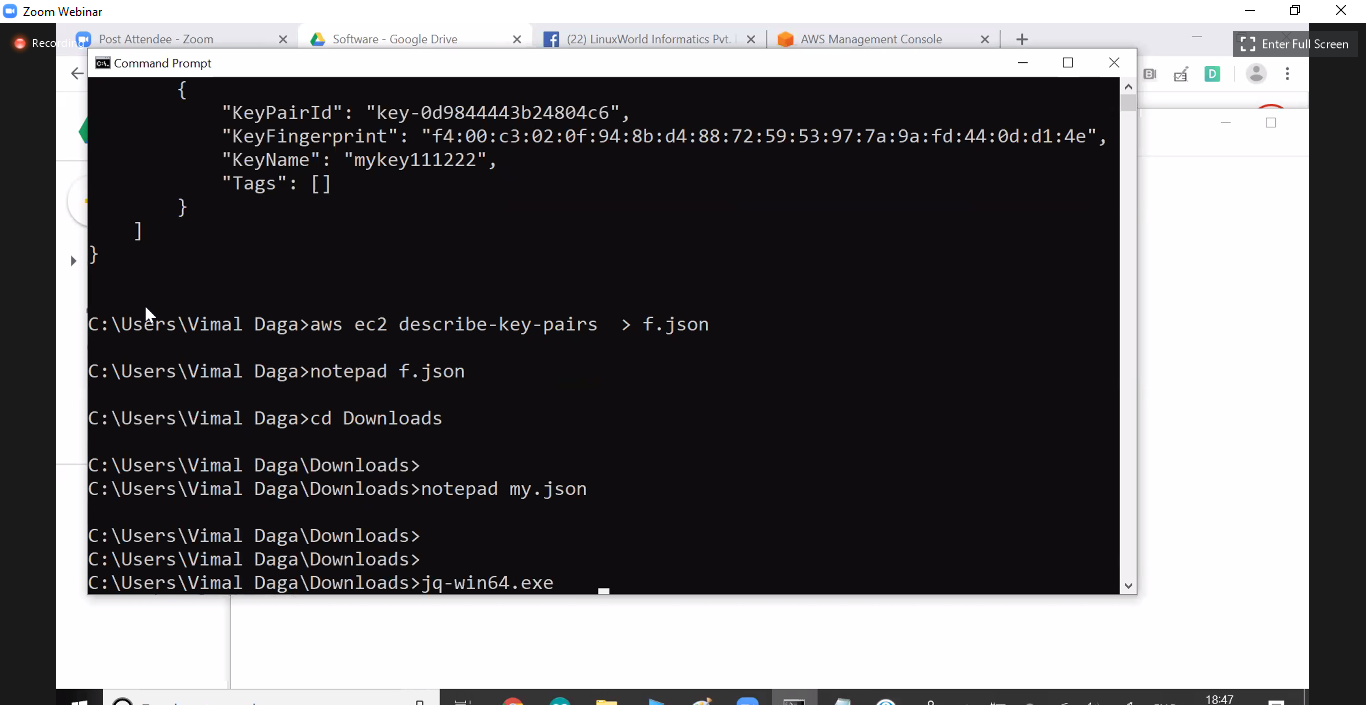 Zoom Webinar
Recording
Post Attendee - Zoom
Software - Google Drive
(22) LinuxWorld Informatics Pvt.
AWS Management Console
Enter Full Screen
Command Prompt
{
"KeyPairId": "key-0d9844443b24804c6",
"KeyFingerprint": "f4:00:c3:02:0f:94:8b:d4:88:72:59:53:97:7a:9a:fd:44:0d:d1:4e",
"KeyName": "mykey111222",
"Tags": []
}
]
}
C:\Users\Vimal Daga>aws ec2 describe-key-pairs  > f.json
C:\Users\Vimal Daga>notepad f.json
C:\Users\Vimal Daga>cd Downloads
C:\Users\Vimal Daga\Downloads>
C:\Users\Vimal Daga\Downloads>notepad my.json
C:\Users\Vimal Daga\Downloads>
C:\Users\Vimal Daga\Downloads>
C:\Users\Vimal Daga\Downloads>jq-win64.exe
18:47